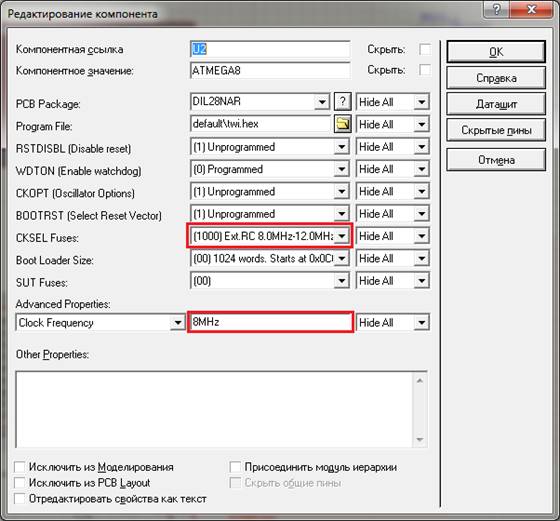 Редактирование компонента
Компонентная ссылка U2 Скрыть: OK
Компонентное значение: ATMEGA8 Скрыть: Справка
PCB Package: DIL28NAR ? Hide All Даташит
Program File: default\twi.hex Hide All Скрытые пины
RSTDISBL (Disable reset) (1) Unprogrammed Hide All Отмена
WDTON (Enable watchdog) (0) Programmed Hide All
CKOPT (Oscillator Options) (1) Unprogrammed Hide All
BOOTRST (Select Reset Vector) (1) Unprogrammed Hide All
CKSEL Fuses: (1000) Ext.RC 8.0MHz-12.0MHz Hide All
Boot Loader Size: (00) 1024 words. Starts at 0x0C Hide All
SUT Fuses: (00) Hide All
Advanced Properties:
Clock Frequency 8MHz Hide All
Other Properties:
Исключить из Моделирования Присоединить модуль иерархии
Исключить из PCB Layout Скрыть общие пины
Отредактировать свойства как текст